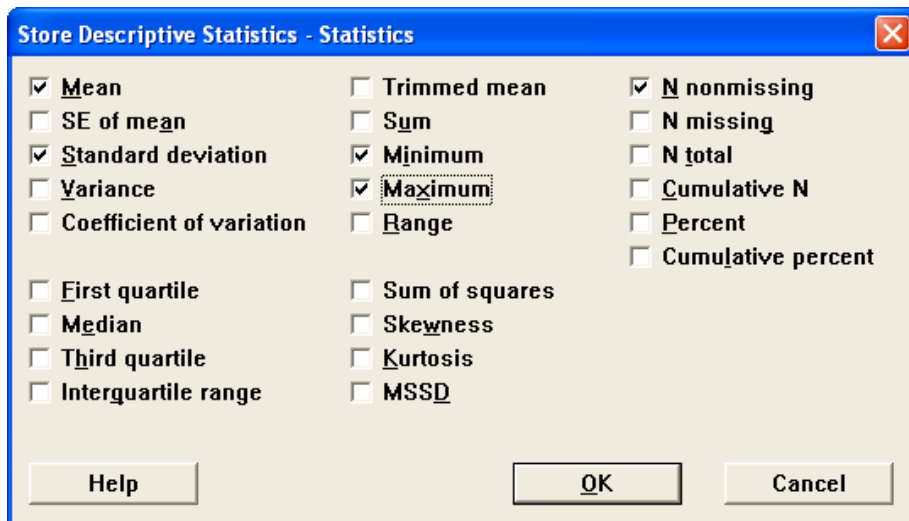 Store Descriptive Statistics - Statistics
Mean
SE of mean
Standard deviation
Variance
Coefficient of variation
First quartile
Median
Third quartile
Interquartile range
Trimmed mean
Sum
Minimum
Maximum
Range
Sum of squares
Skewness
Kurtosis
MSSD
N nonmissing
N missing
N total
Cumulative N
Percent
Cumulative percent
Help
OK
Cancel